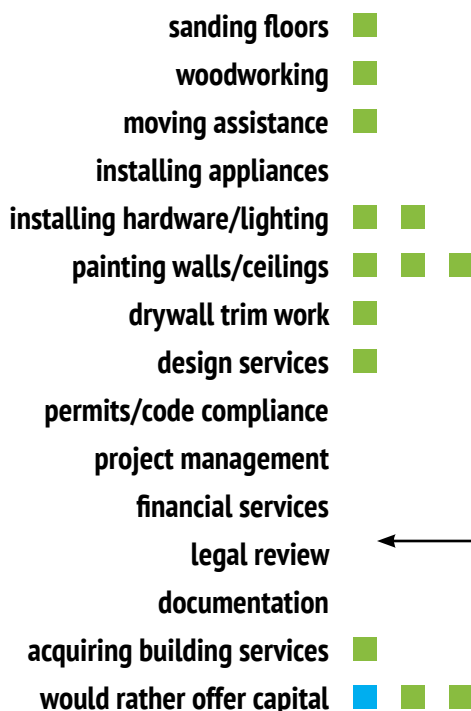 sanding floors
woodworking
moving assistance
installing appliances
installing hardware/lighting
painting walls/ceilings
drywall trim work
design services
permits/code compliance
project management
financial services
legal review
documentation
acquiring building services
would rather offer capital